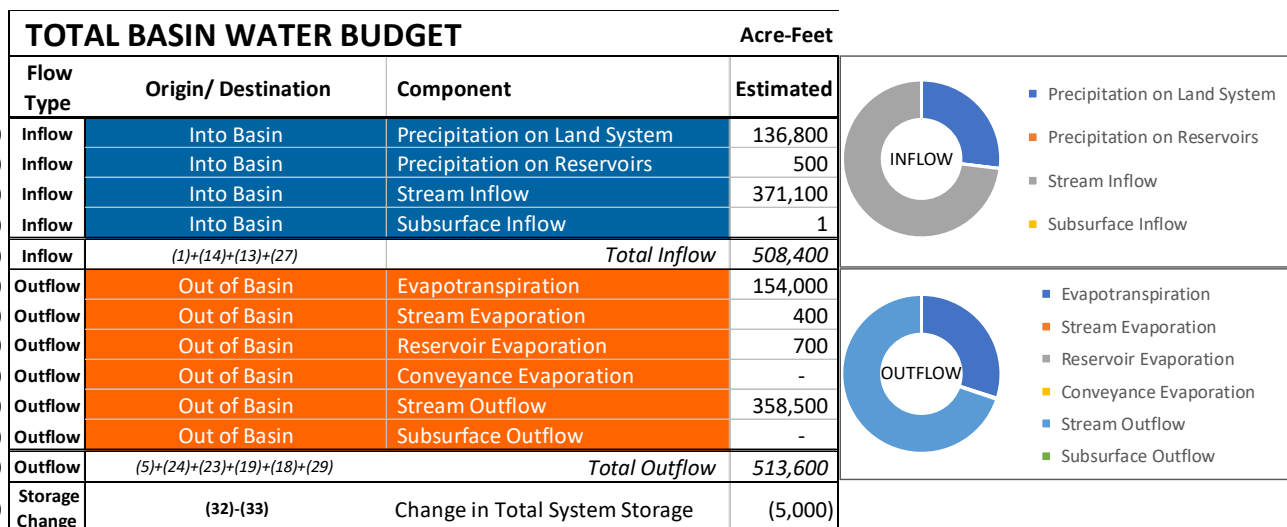 TOTAL BASIN WATER BUDGET Acre-Feet
Flow Type Origin/ Destination Component Estimated
) Inflow Into Basin Precipitation on Land System 136,800
) Inflow Into Basin Precipitation on Reservoirs 500
) Inflow Into Basin Stream Inflow 371,100
) Inflow Into Basin Subsurface Inflow 1
) Inflow (1)+(14)+(13)+(27) Total Inflow 508,400
) Outflow Out of Basin Evapotranspiration 154,000
) Outflow Out of Basin Stream Evaporation 400
) Outflow Out of Basin Reservoir Evaporation 700
) Outflow Out of Basin Conveyance Evaporation -
) Outflow Out of Basin Stream Outflow 358,500
) Outflow Out of Basin Subsurface Outflow -
) Outflow (5)+(24)+(23)+(19)+(18)+(29) Total Outflow 513,600
) Storage Change (32)-(33) Change in Total System Storage (5,000)
INFLOW
Precipitation on Land System
Precipitation on Reservoirs
Stream Inflow
Subsurface Inflow
OUTFLOW
Evapotranspiration
Stream Evaporation
Reservoir Evaporation
Conveyance Evaporation
Stream Outflow
Subsurface Outflow